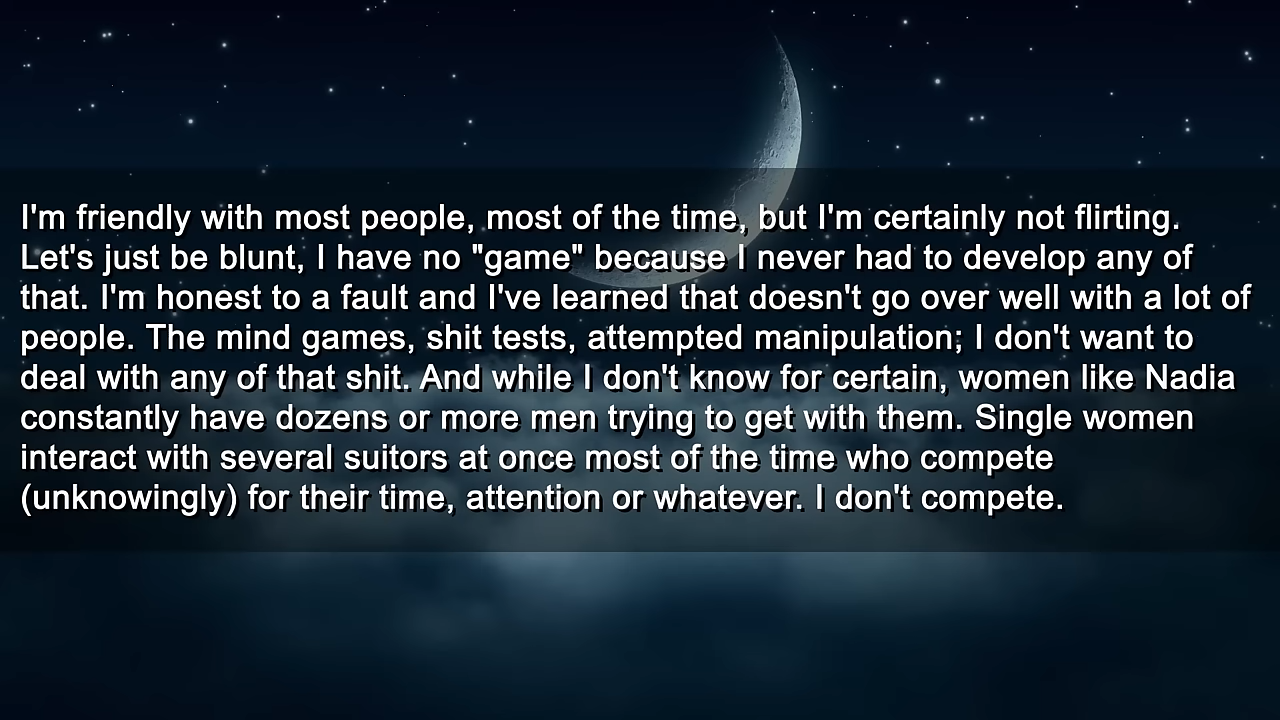 I'm friendly with most people, most of the time, but I'm certainly not flirting.
Let's just be blunt, I have no "game" because I never had to develop any of
that. I'm honest to a fault and I've learned that doesn't go over well with a lot of
people. The mind games, shit tests, attempted manipulation; I don't want to
deal with any of that shit. And while I don't know for certain, women like Nadia
constantly have dozens or more men trying to get with them. Single women
interact with several suitors at once most of the time who compete
(unknowingly) for their time, attention or whatever. I don't compete.